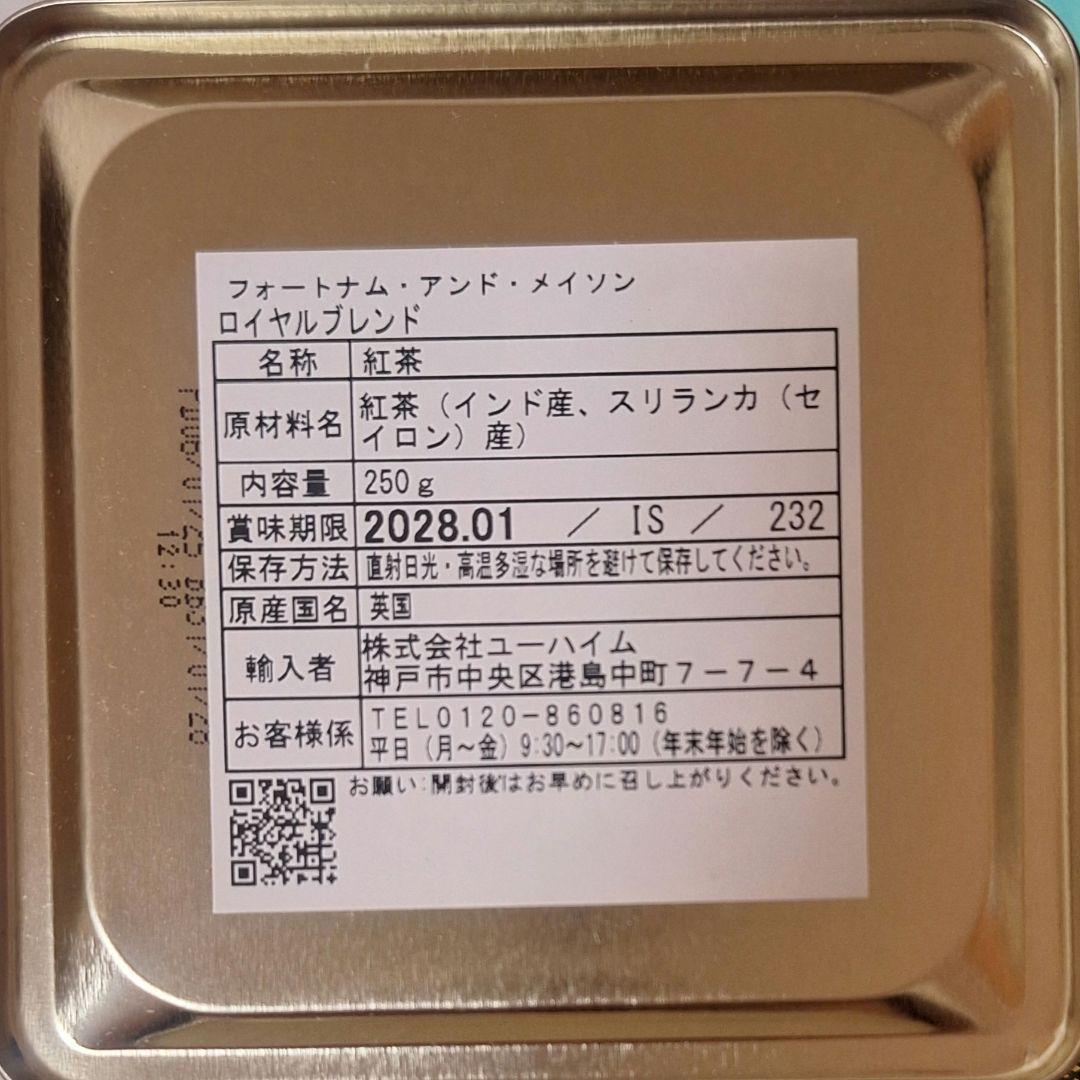 フォートナム・アンド・メイソン
ロイヤルブレンド
名称 紅茶
原材料名 紅茶（インド産、スリランカ（セ
イロン）産）
内容量 250g
賞味期限 2028.01 ／ IS ／ 232
保存方法 直射日光・高温多湿な場所を避けて保存してください。
原産国名 英国
輸入者 株式会社ユーハイム
神戸市中央区港島中町７－７－４
お客様係 ＴＥＬ０１２０－８６０８１６
平日（月～金）9:30～17:00（年末年始を除く）
お願い:開封後はお早めに召し上がりください。
12:30